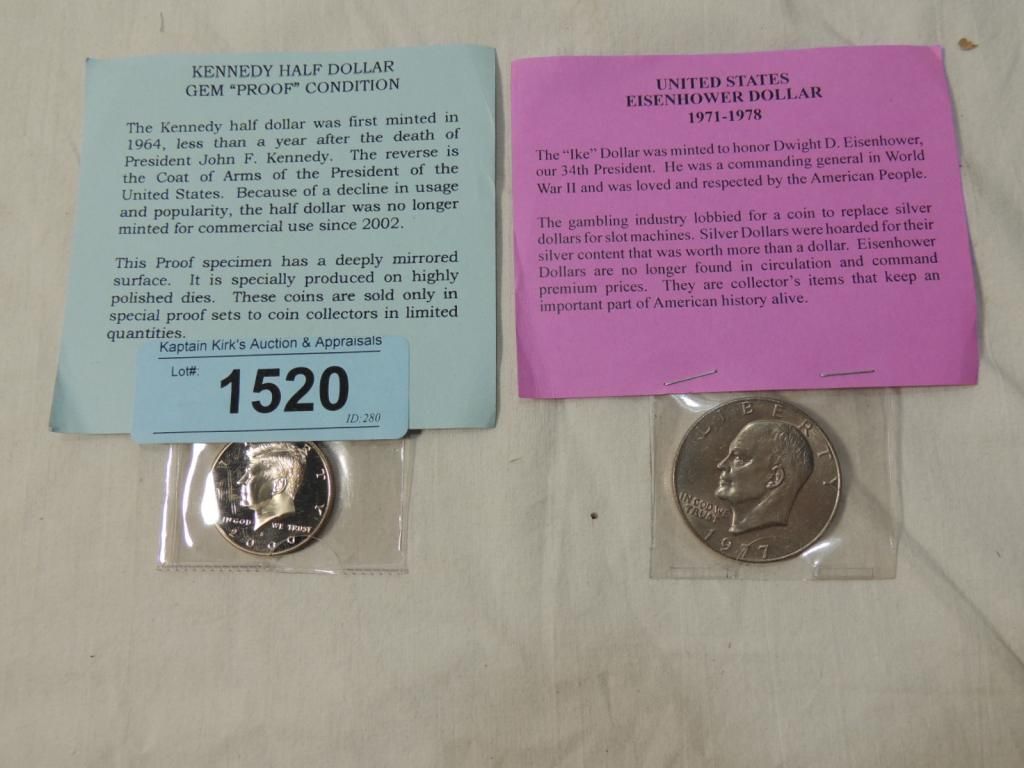 KENNEDY HALF DOLLAR
GEM "PROOF" CONDITION
The Kennedy half dollar was first minted in
1964, less than a year after the death of
President John F. Kennedy. The reverse is
the Coat of Arms of the President of the
United States. Because of a decline in usage
and popularity, the half dollar was no longer
minted for commercial use since 2002.
This Proof specimen has a deeply mirrored
surface. It is specially produced on highly
polished dies. These coins are sold only in
special proof sets to coin collectors in limited
quantities.
Kaptain Kirk's Auction & Appraisals
Lot#:
1520
ID:280
IN GOD WE TRUST
2000
UNITED STATES
EISENHOWER DOLLAR
1971-1978
The "Ike" Dollar was minted to honor Dwight D. Eisenhower,
our 34th President. He was a commanding general in World
War II and was loved and respected by the American People.
The gambling industry lobbied for a coin to replace silver
dollars for slot machines. Silver Dollars were hoarded for their
silver content that was worth more than a dollar. Eisenhower
Dollars are no longer found in circulation and command
premium prices. They are collector's items that keep an
important part of American history alive.
LIBERTY
IN GOD WE
TRUST
1977